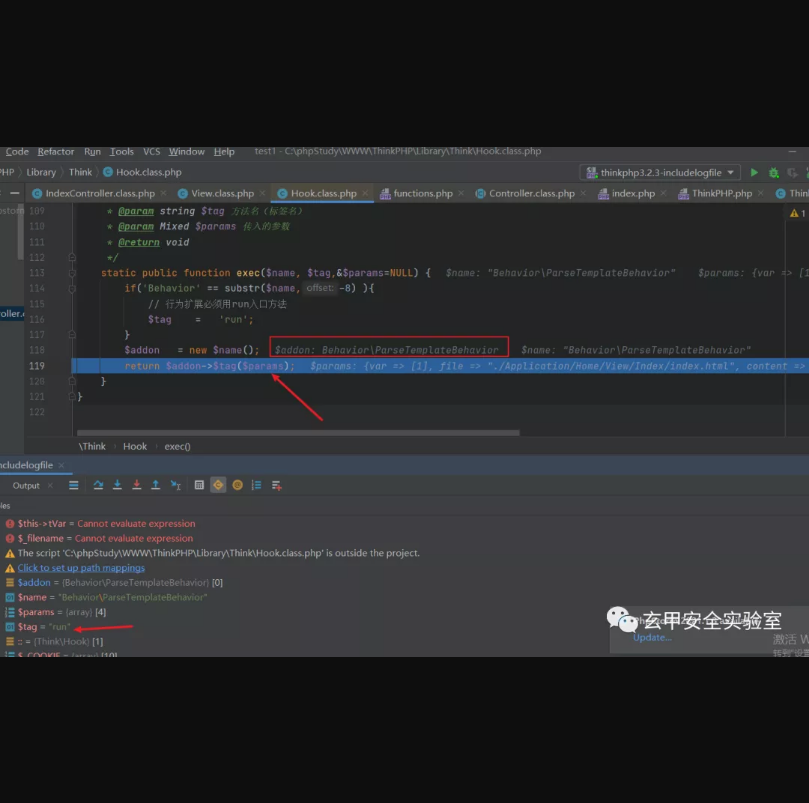 Code Refactor Run Tools VCS Window Help test1 - C:\phpStudy\WWW\ThinkPHP\Library\Think\Hook.class.php
PHP Library Think Hook.class.php thinkphp3.2.3-includelogfile
IndexController.class.php View.class.php Hook.class.php functions.php Controller.class.php index.php ThinkPHP.php Thin
109 * @param string $tag 方法名（标签名）
110 * @param Mixed $params 传入的参数
111 * @return void
112 */
113 static public function exec($name, $tag,&$params=NULL) { $name: "Behavior\ParseTemplateBehavior" $params: {var => [1
114 if('Behavior' == substr($name, offset: -8) ){
115 // 行为扩展必须用run入口方法
116 $tag = 'run';
117 }
118 $addon = new $name(); $addon: Behavior\ParseTemplateBehavior $name: "Behavior\ParseTemplateBehavior"
119 return $addon->$tag($params); $params: {var => [1], file => "./Application/Home/View/Index/index.html", content =>
120 }
121 }
122
\Think Hook exec()
ncludelogfile
Output
les
$this->tVar = Cannot evaluate expression
$_filename = Cannot evaluate expression
The script 'C:\phpStudy\WWW\ThinkPHP\Library\Think\Hook.class.php' is outside the project.
Click to set up path mappings
$addon = {Behavior\ParseTemplateBehavior} [0]
$name = "Behavior\ParseTemplateBehavior"
$params = {array} [4]
$tag = "run"
:: = {Think\Hook} [1]
$_COOKIE = {array} [10]
玄甲安全实验室
Update...
激活 W